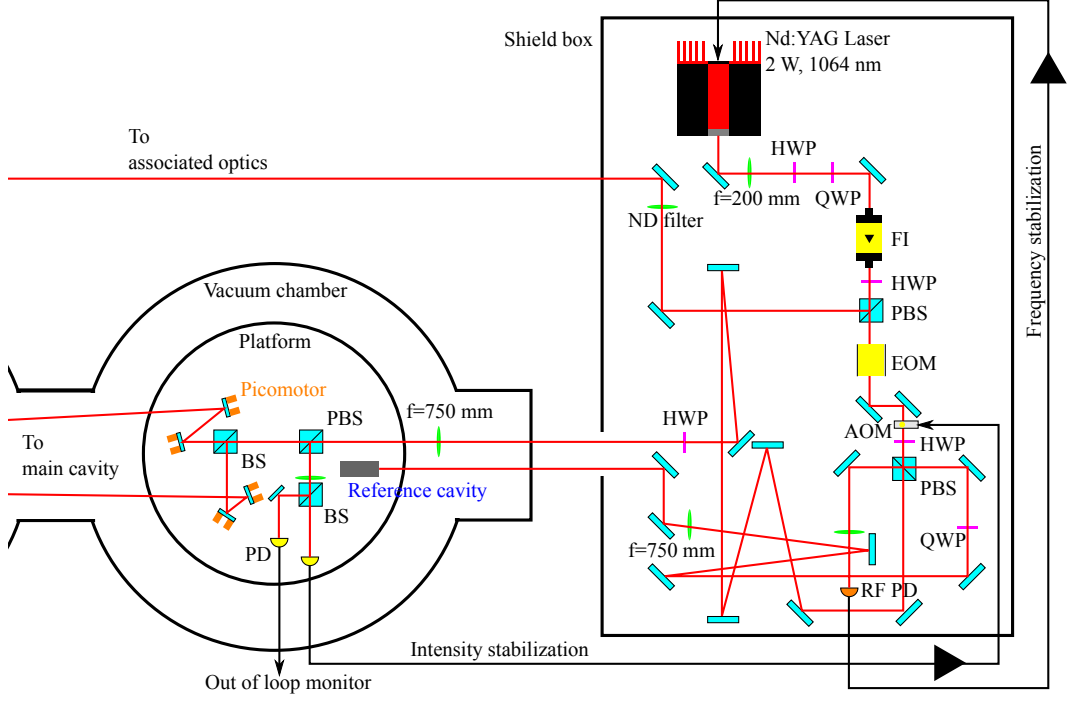 Shield box
Nd:YAG Laser
2 W, 1064 nm
To
associated optics
HWP
f=200 mm
QWP
ND filter
FI
Frequency stabilization
HWP
Vacuum chamber
PBS
Platform
EOM
Picomotor
PBS
f=750 mm
HWP
AOM
HWP
To
main cavity
BS
Reference cavity
PBS
BS
PD
f=750 mm
QWP
RF PD
Intensity stabilization
Out of loop monitor